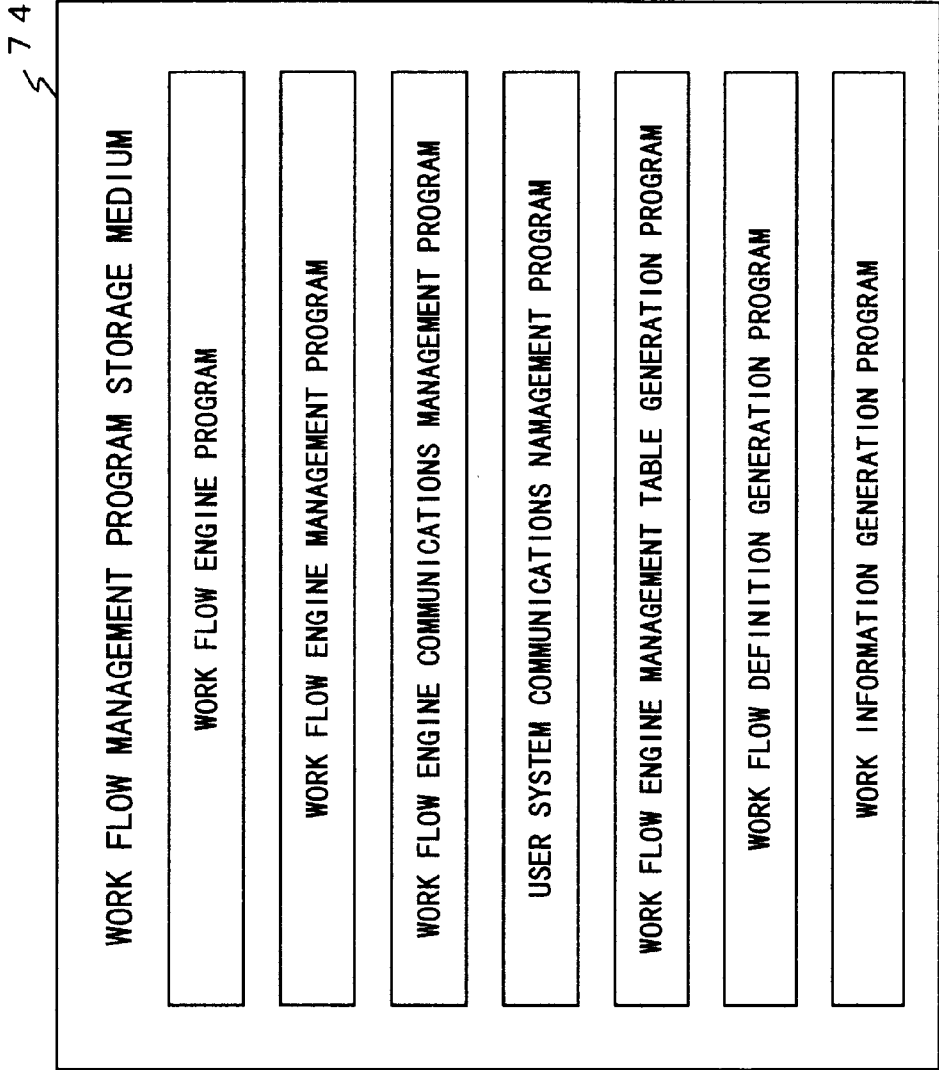 74
WORK FLOW MANAGEMENT PROGRAM STORAGE MEDIUM
WORK FLOW ENGINE PROGRAM
WORK FLOW ENGINE MANAGEMENT PROGRAM
WORK FLOW ENGINE COMMUNICATIONS MANAGEMENT PROGRAM
USER SYSTEM COMMUNICATIONS NAMAGEMENT PROGRAM
WORK FLOW ENGINE MANAGEMENT TABLE GENERATION PROGRAM
WORK FLOW DEFINITION GENERATION PROGRAM
WORK INFORMATION GENERATION PROGRAM